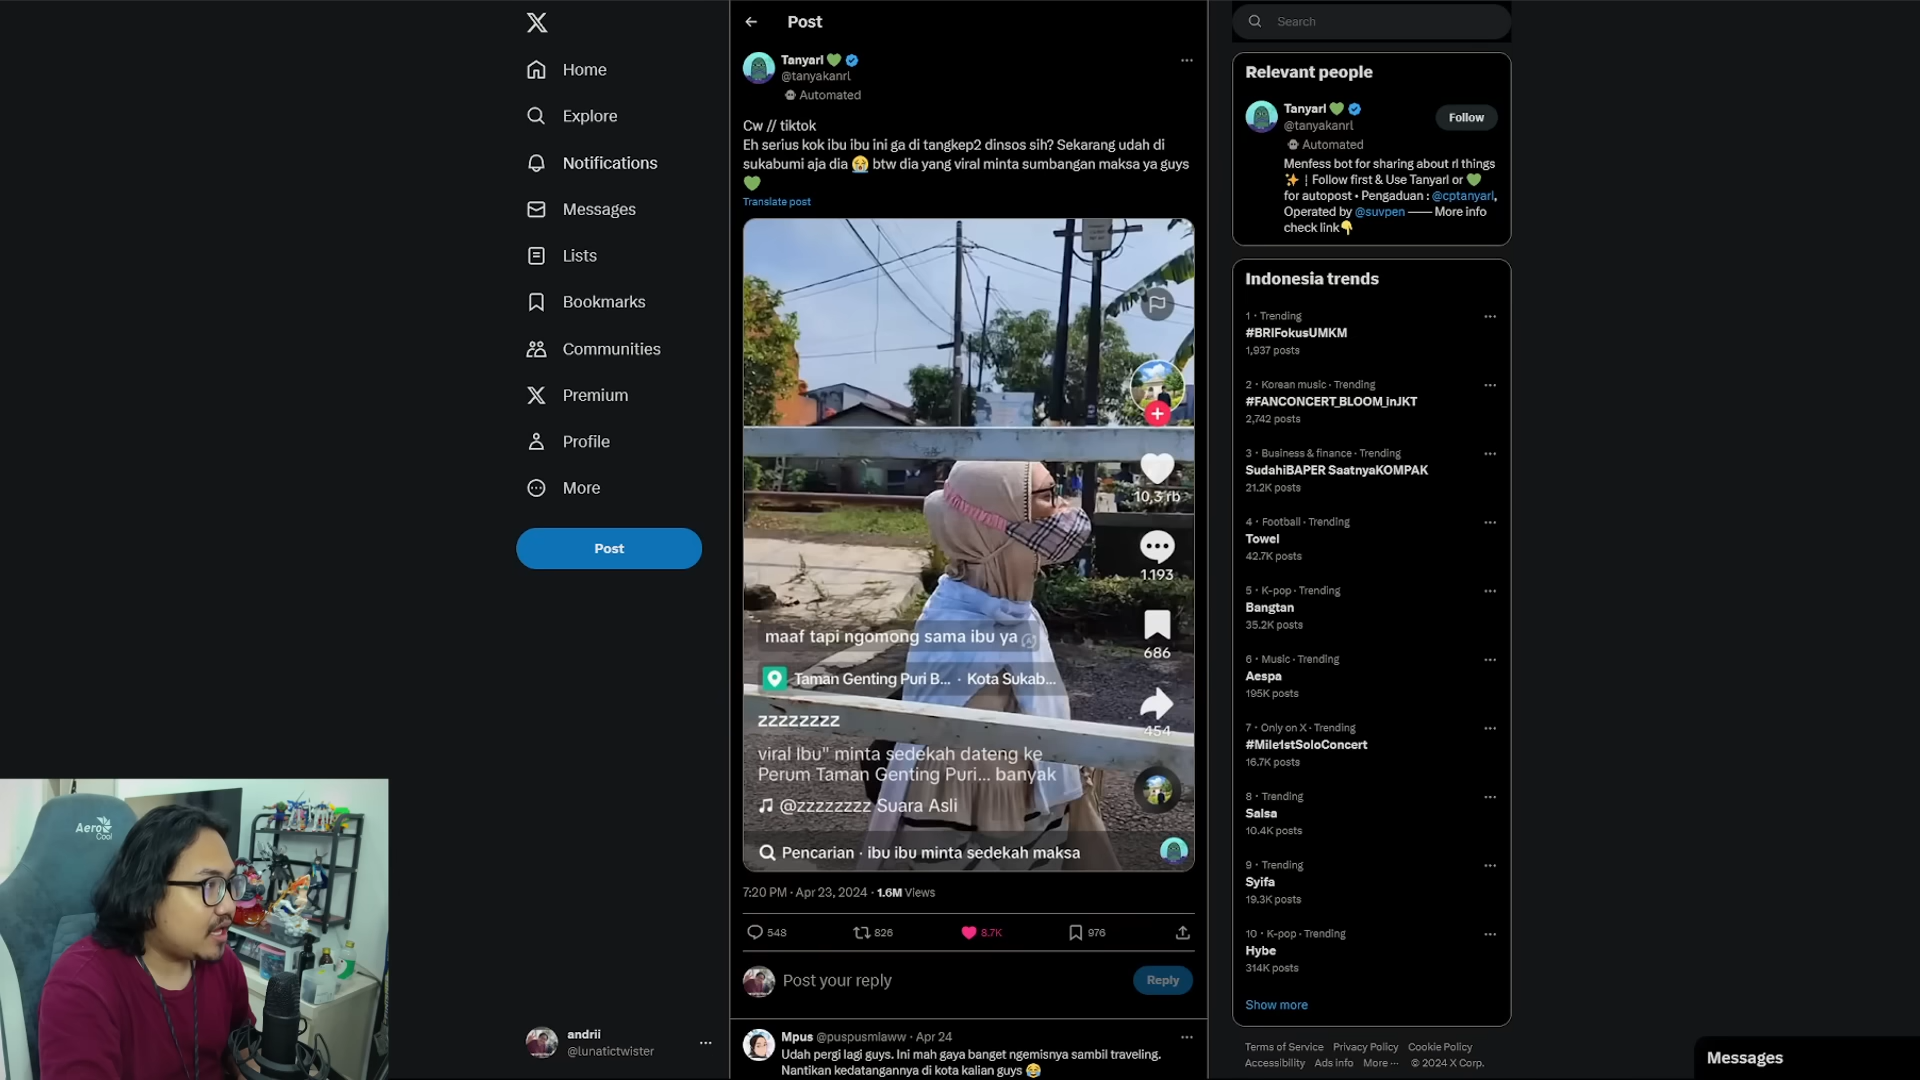 Home
Explore
Notifications
Messages
Lists
Bookmarks
Communities
Premium
Profile
More
Post
andrii
@lunatictwister
Aero
Cool
Post
Tanyarl
@tanyakanrl
Automated
Cw // tiktok
Eh serius kok ibu ibu ini ga di tangkep2 dinsos sih? Sekarang udah di
sukabumi aja dia 😭 btw dia yang viral minta sumbangan maksa ya guys
💚
Translate post
10,3 rb
1.193
686
454
maaf tapi ngomong sama ibu ya
Taman Genting Puri B... · Kota Sukab...
zzzzzzzz
viral Ibu" minta sedekah dateng ke
Perum Taman Genting Puri... banyak
@zzzzzzzz Suara Asli
Pencarian · ibu ibu minta sedekah maksa
7:20 PM · Apr 23, 2024 · 1.6M Views
548
826
8.7K
976
Post your reply
Reply
Mpus @puspusmiaww · Apr 24
Udah pergi lagi guys. Ini mah gaya banget ngemisnya sambil traveling.
Nantikan kedatangannya di kota kalian guys 😂
Search
Relevant people
Tanyarl
@tanyakanrl
Automated
Follow
Menfess bot for sharing about rl things
✨ ¦ Follow first & Use Tanyarl or 💚
for autopost • Pengaduan : @cptanyarl,
Operated by @suvpen —— More info
check link👇
Indonesia trends
1 · Trending
#BRIFokusUMKM
1,937 posts
2 · Korean music · Trending
#FANCONCERT_BLOOM_inJKT
2,742 posts
3 · Business & finance · Trending
SudahiBAPER SaatnyaKOMPAK
21.2K posts
4 · Football · Trending
Towel
42.7K posts
5 · K-pop · Trending
Bangtan
35.2K posts
6 · Music · Trending
Aespa
195K posts
7 · Only on X · Trending
#Mile1stSoloConcert
16.7K posts
8 · Trending
Salsa
10.4K posts
9 · Trending
Syifa
19.3K posts
10 · K-pop · Trending
Hybe
314K posts
Show more
Terms of Service Privacy Policy Cookie Policy
Accessibility Ads info More ··· © 2024 X Corp.
Messages